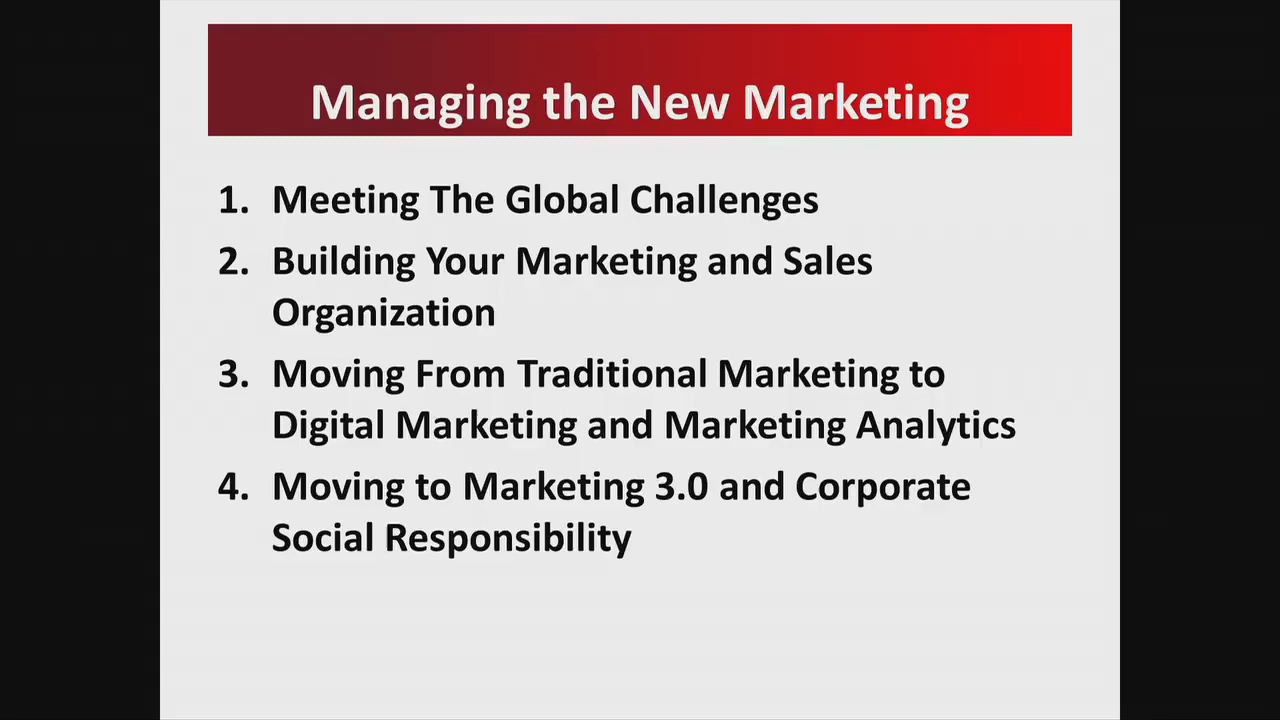 Managing the New Marketing
1. Meeting The Global Challenges
2. Building Your Marketing and Sales
Organization
3. Moving From Traditional Marketing to
Digital Marketing and Marketing Analytics
4. Moving to Marketing 3.0 and Corporate
Social Responsibility